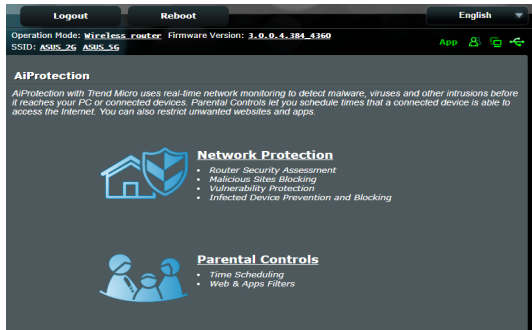 Logout Reboot English
Operation Mode: Wireless router Firmware Version: 3.0.0.4.384_4360
SSID: ASUS_2G ASUS_5G
App
AiProtection
AiProtection with Trend Micro uses real-time network monitoring to detect malware, viruses and other intrusions before
it reaches your PC or connected devices. Parental Controls let you schedule times that a connected device is able to
access the Internet. You can also restrict unwanted websites and apps.
Network Protection
• Router Security Assessment
• Malicious Sites Blocking
• Vulnerability Protection
• Infected Device Prevention and Blocking
Parental Controls
• Time Scheduling
• Web & Apps Filters